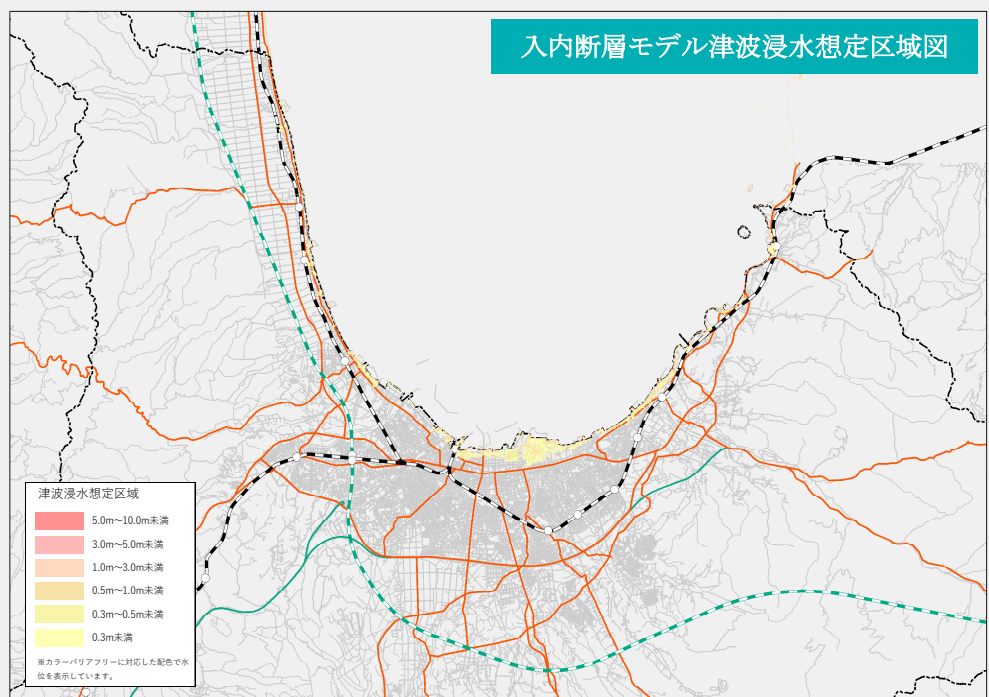 入内断層モデル津波浸水想定区域図
津波浸水想定区域
5.0m～10.0m未満
3.0m～5.0m未満
1.0m～3.0m未満
0.5m～1.0m未満
0.3m～0.5m未満
0.3m未満
※カラーバリアフリーに対応した配色で水
位を表示しています。